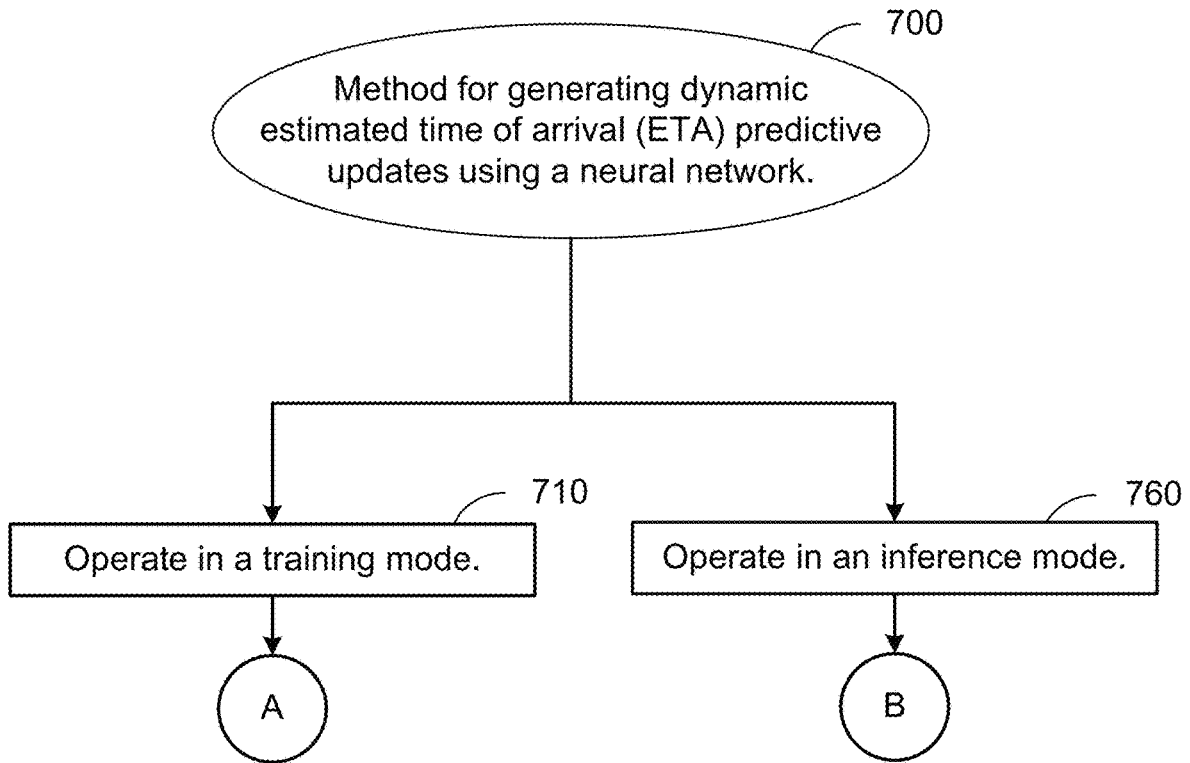 700
Method for generating dynamic
estimated time of arrival (ETA) predictive
updates using a neural network.
710
760
Operate in a training mode.
Operate in an inference mode.
A
B